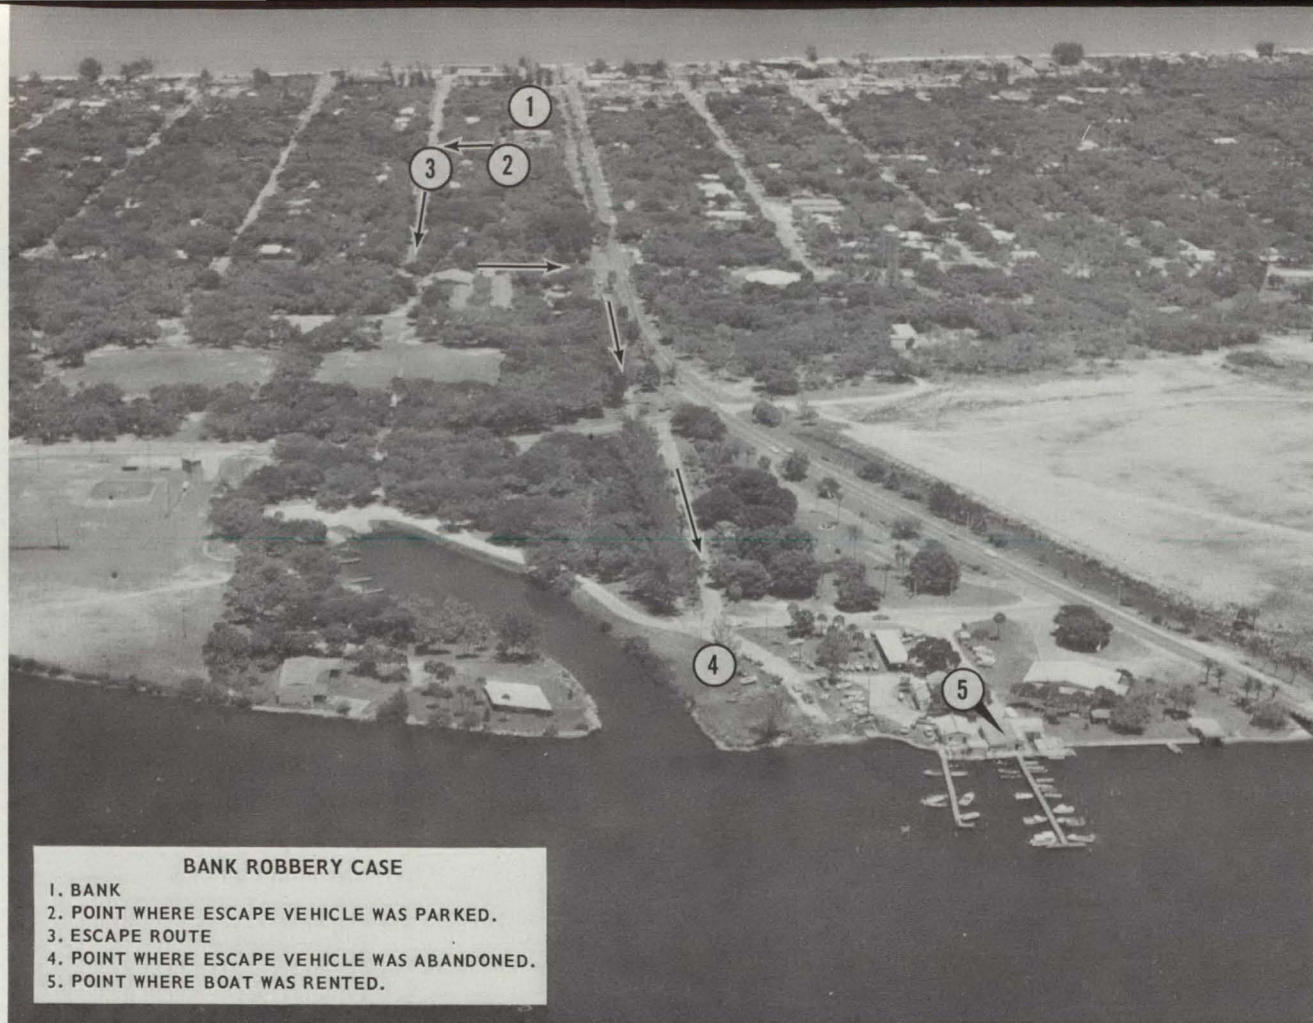 1
2
3
4
5
BANK ROBBERY CASE
1. BANK
2. POINT WHERE ESCAPE VEHICLE WAS PARKED.
3. ESCAPE ROUTE
4. POINT WHERE ESCAPE VEHICLE WAS ABANDONED.
5. POINT WHERE BOAT WAS RENTED.